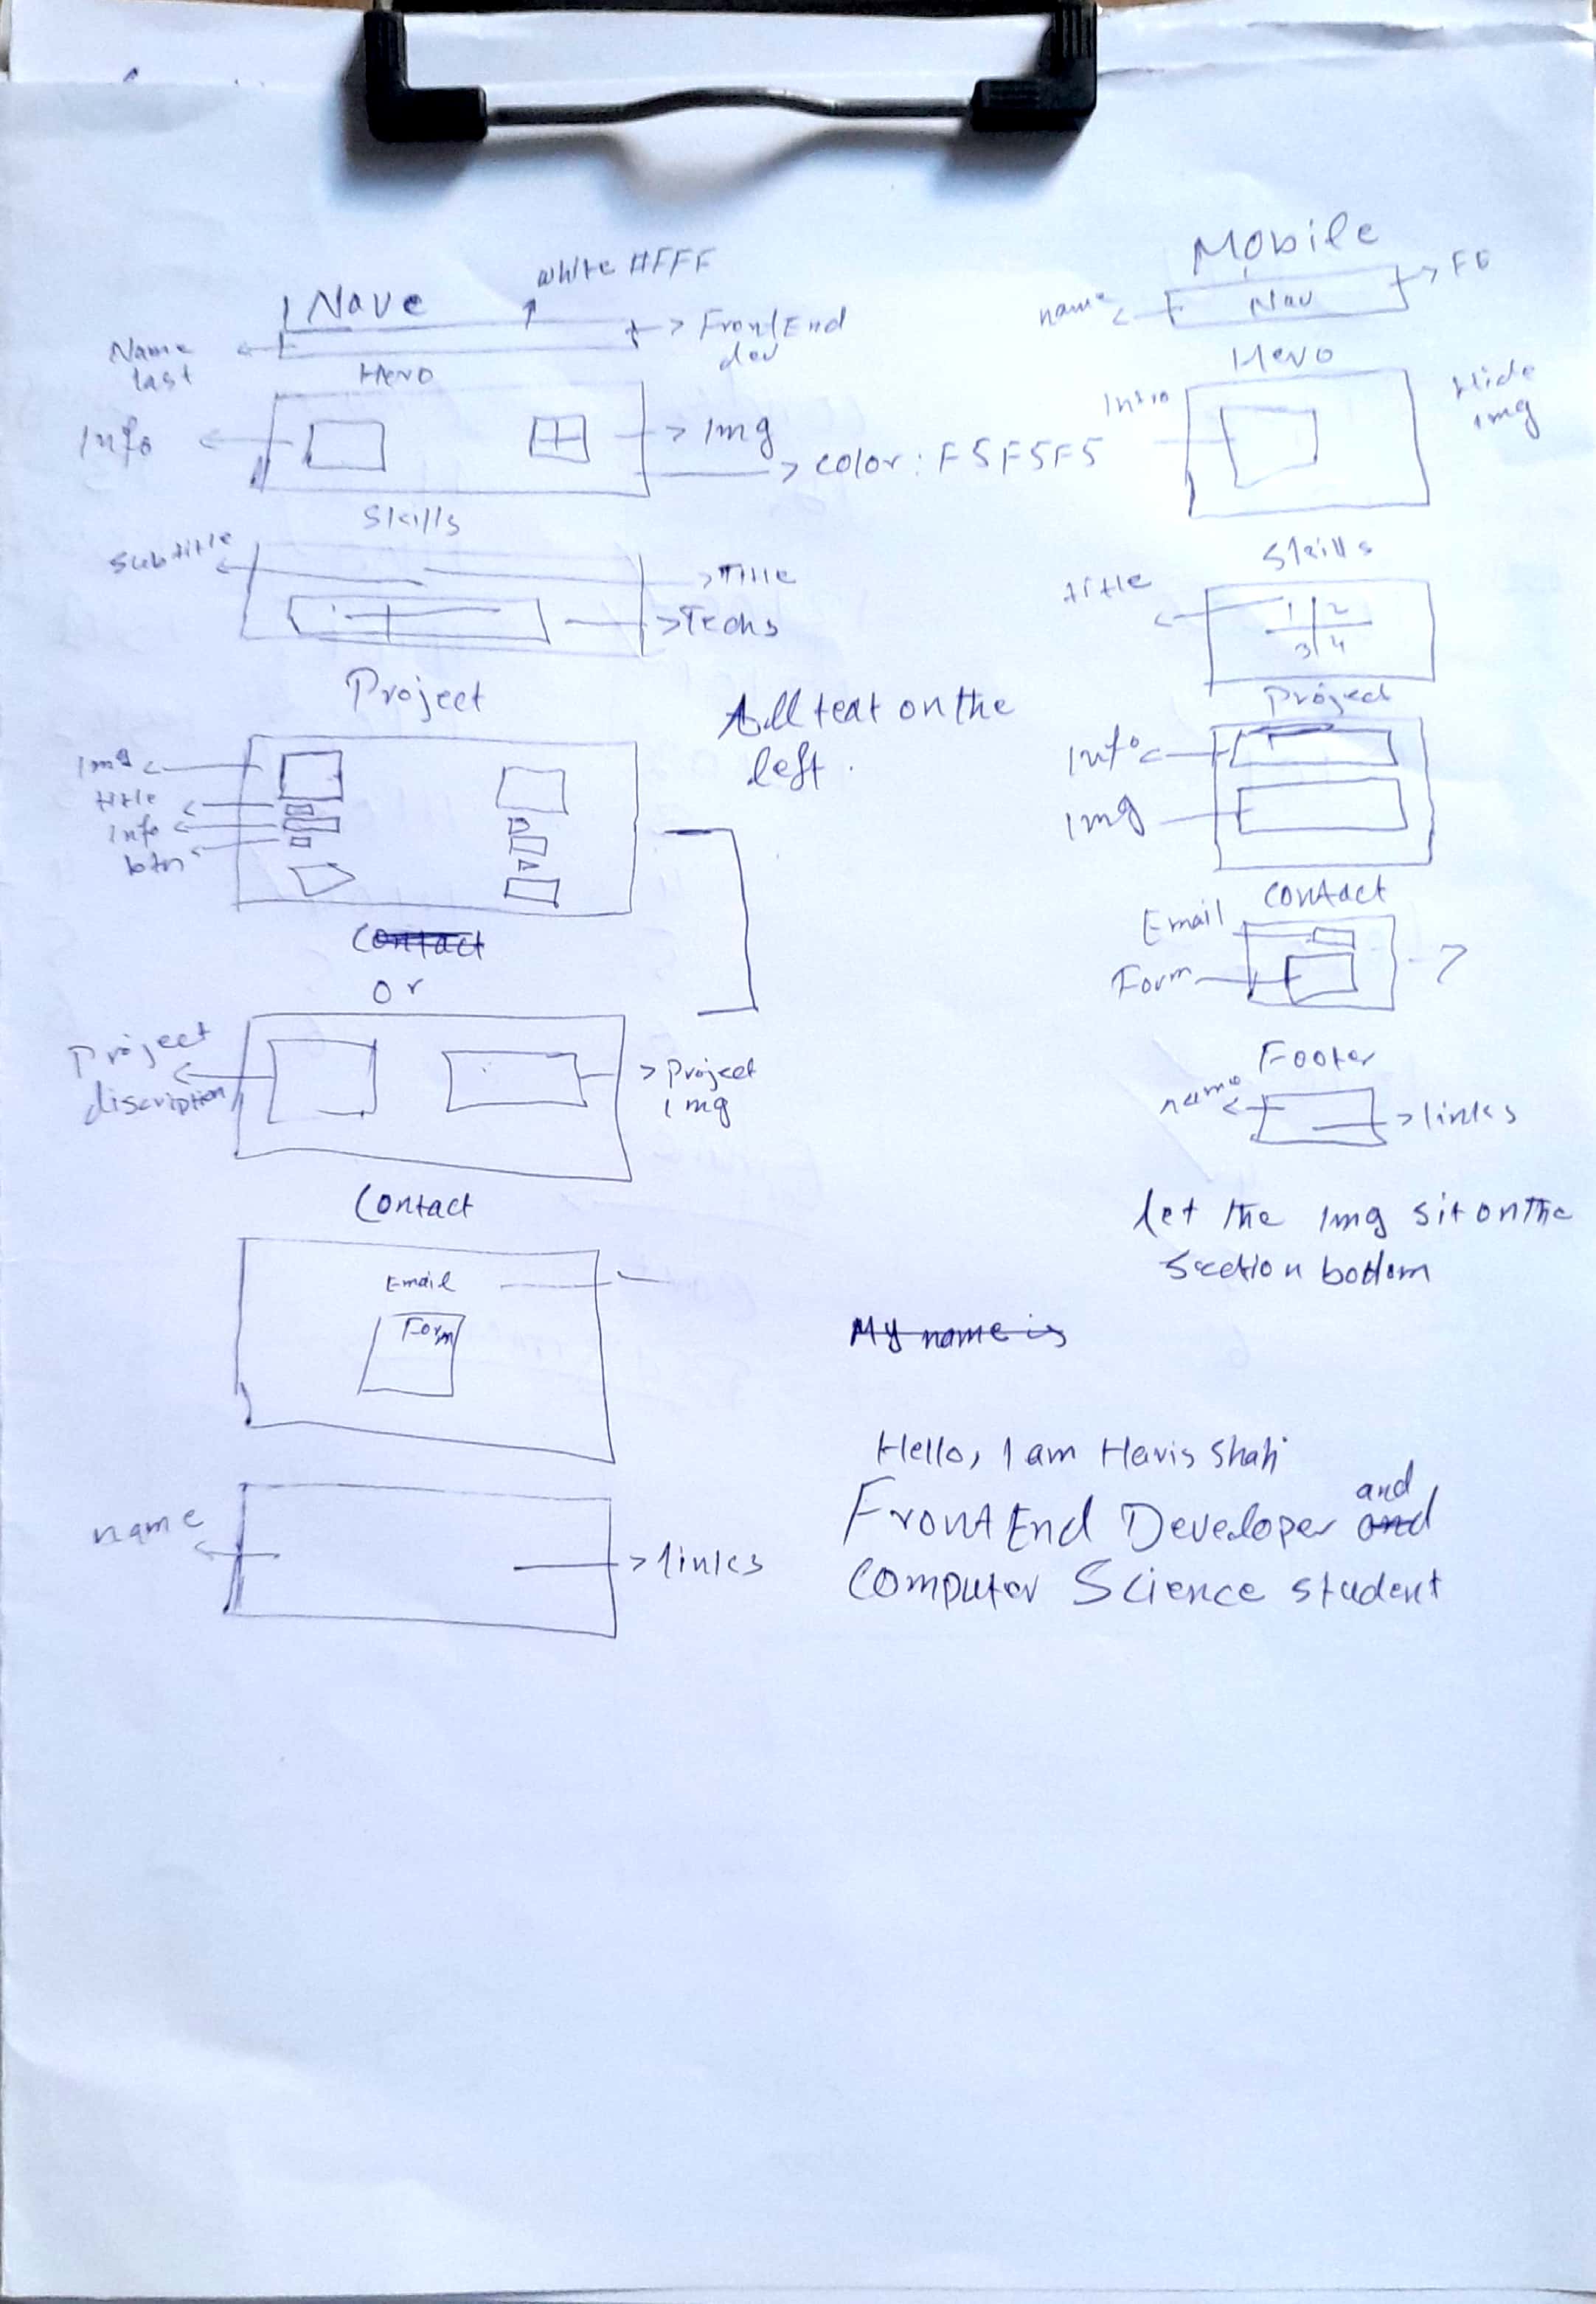 Nave
white #FFF
Name
last
FrontEnd
dev
Hero
Info
Img
color: F5F5F5
Skills
Subtitle
Title
Techs
Project
Img
title
Info
btn
All text on the
left.
Contact
or
Project
discription
Project
img
Contact
Email
Form
name
links
Mobile
name
Nav
FE
Hero
Intro
Hide
img
Skills
title
1 2
3 4
Project
Info
Img
Contact
Email
Form
?
Footer
name
links
let the img sit on the
Section bottom
My name is
Hello, I am Haris Shah
and
FrontEnd Developer and
Computer Science student